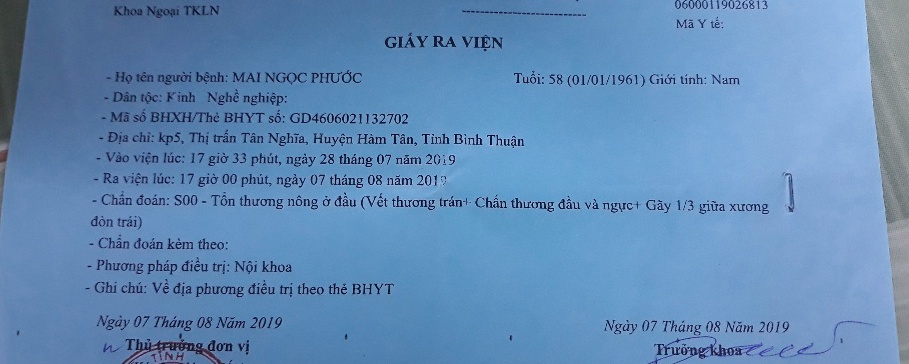 06000119026813
Khoa Ngoại TKLN
Mã Y tế:
GIẤY RA VIỆN
- Họ tên người bệnh: MAI NGỌC PHƯỚC Tuổi: 58 (01/01/1961) Giới tính: Nam
- Dân tộc: Kinh Nghề nghiệp:
- Mã số BHXH/Thẻ BHYT số: GD4606021132702
- Địa chỉ: kp5, Thị trấn Tân Nghĩa, Huyện Hàm Tân, Tỉnh Bình Thuận
- Vào viện lúc: 17 giờ 33 phút, ngày 28 tháng 07 năm 2019
- Ra viện lúc: 17 giờ 00 phút, ngày 07 tháng 08 năm 2019
- Chẩn đoán: S00 - Tổn thương nông ở đầu (Vết thương trán+ Chấn thương đầu và ngực+ Gãy 1/3 giữa xương
đòn trái)
- Chẩn đoán kèm theo:
- Phương pháp điều trị: Nội khoa
- Ghi chú: Về địa phương điều trị theo thẻ BHYT
Ngày 07 Tháng 08 Năm 2019 Ngày 07 Tháng 08 Năm 2019
Thủ trưởng đơn vị Trưởng khoa
TỈNH